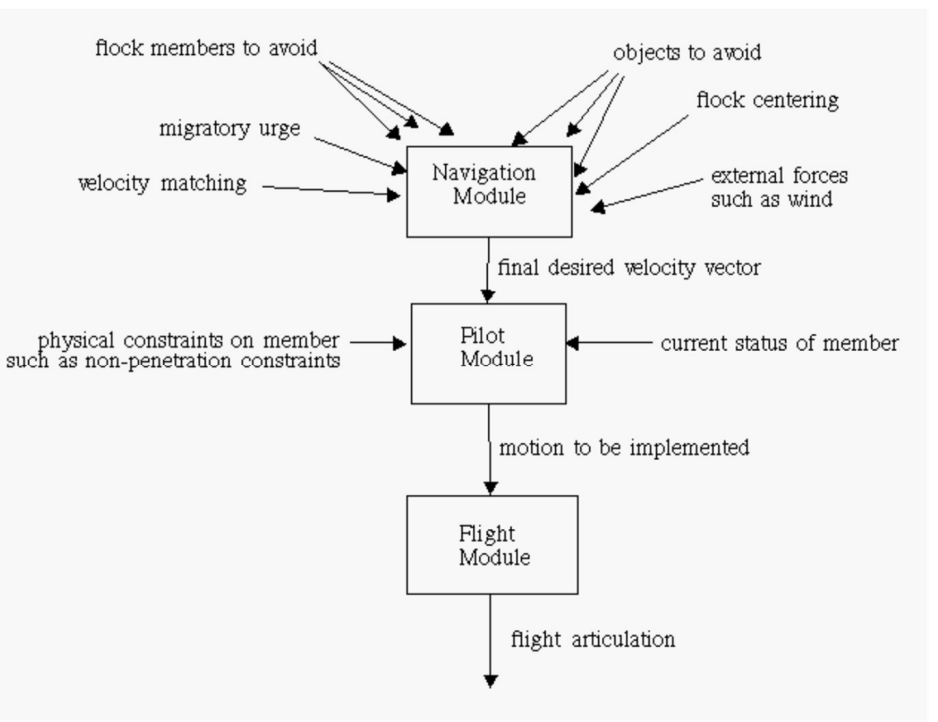 flock members to avoid
objects to avoid
flock centering
migratory urge
velocity matching
Navigation
Module
external forces
such as wind
final desired velocity vector
physical constraints on member
such as non-penetration constraints
Pilot
Module
current status of member
motion to be implemented
Flight
Module
flight articulation